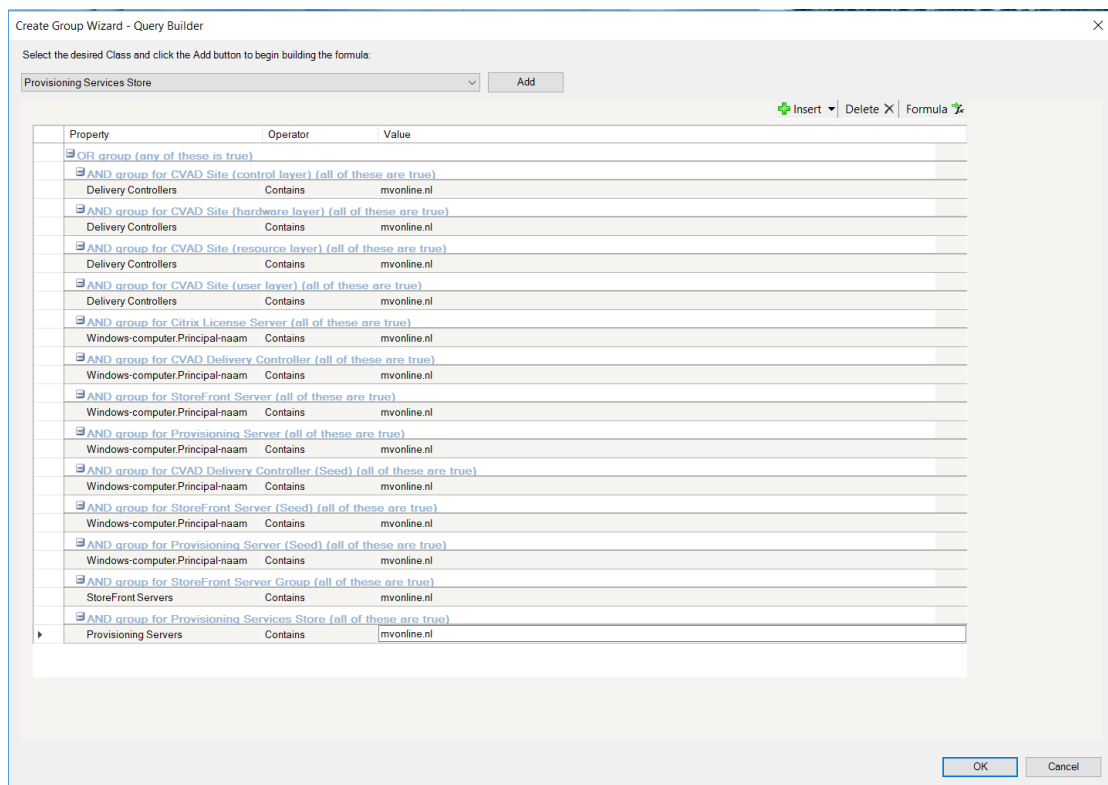 Create Group Wizard - Query Builder
Select the desired Class and click the Add button to begin building the formula:
Provisioning Services Store Add
Insert Delete Formula
Property Operator Value
OR group (any of these is true)
AND group for CVAD Site (control layer) (all of these are true)
Delivery Controllers Contains mvonline.nl
AND group for CVAD Site (hardware layer) (all of these are true)
Delivery Controllers Contains mvonline.nl
AND group for CVAD Site (resource layer) (all of these are true)
Delivery Controllers Contains mvonline.nl
AND group for CVAD Site (user layer) (all of these are true)
Delivery Controllers Contains mvonline.nl
AND group for Citrix License Server (all of these are true)
Windows-computer.Principal-naam Contains mvonline.nl
AND group for CVAD Delivery Controller (all of these are true)
Windows-computer.Principal-naam Contains mvonline.nl
AND group for StoreFront Server (all of these are true)
Windows-computer.Principal-naam Contains mvonline.nl
AND group for Provisioning Server (all of these are true)
Windows-computer.Principal-naam Contains mvonline.nl
AND group for CVAD Delivery Controller (Seed) (all of these are true)
Windows-computer.Principal-naam Contains mvonline.nl
AND group for StoreFront Server (Seed) (all of these are true)
Windows-computer.Principal-naam Contains mvonline.nl
AND group for Provisioning Server (Seed) (all of these are true)
Windows-computer.Principal-naam Contains mvonline.nl
AND group for StoreFront Server Group (all of these are true)
StoreFront Servers Contains mvonline.nl
AND group for Provisioning Services Store (all of these are true)
Provisioning Servers Contains mvonline.nl
OK Cancel